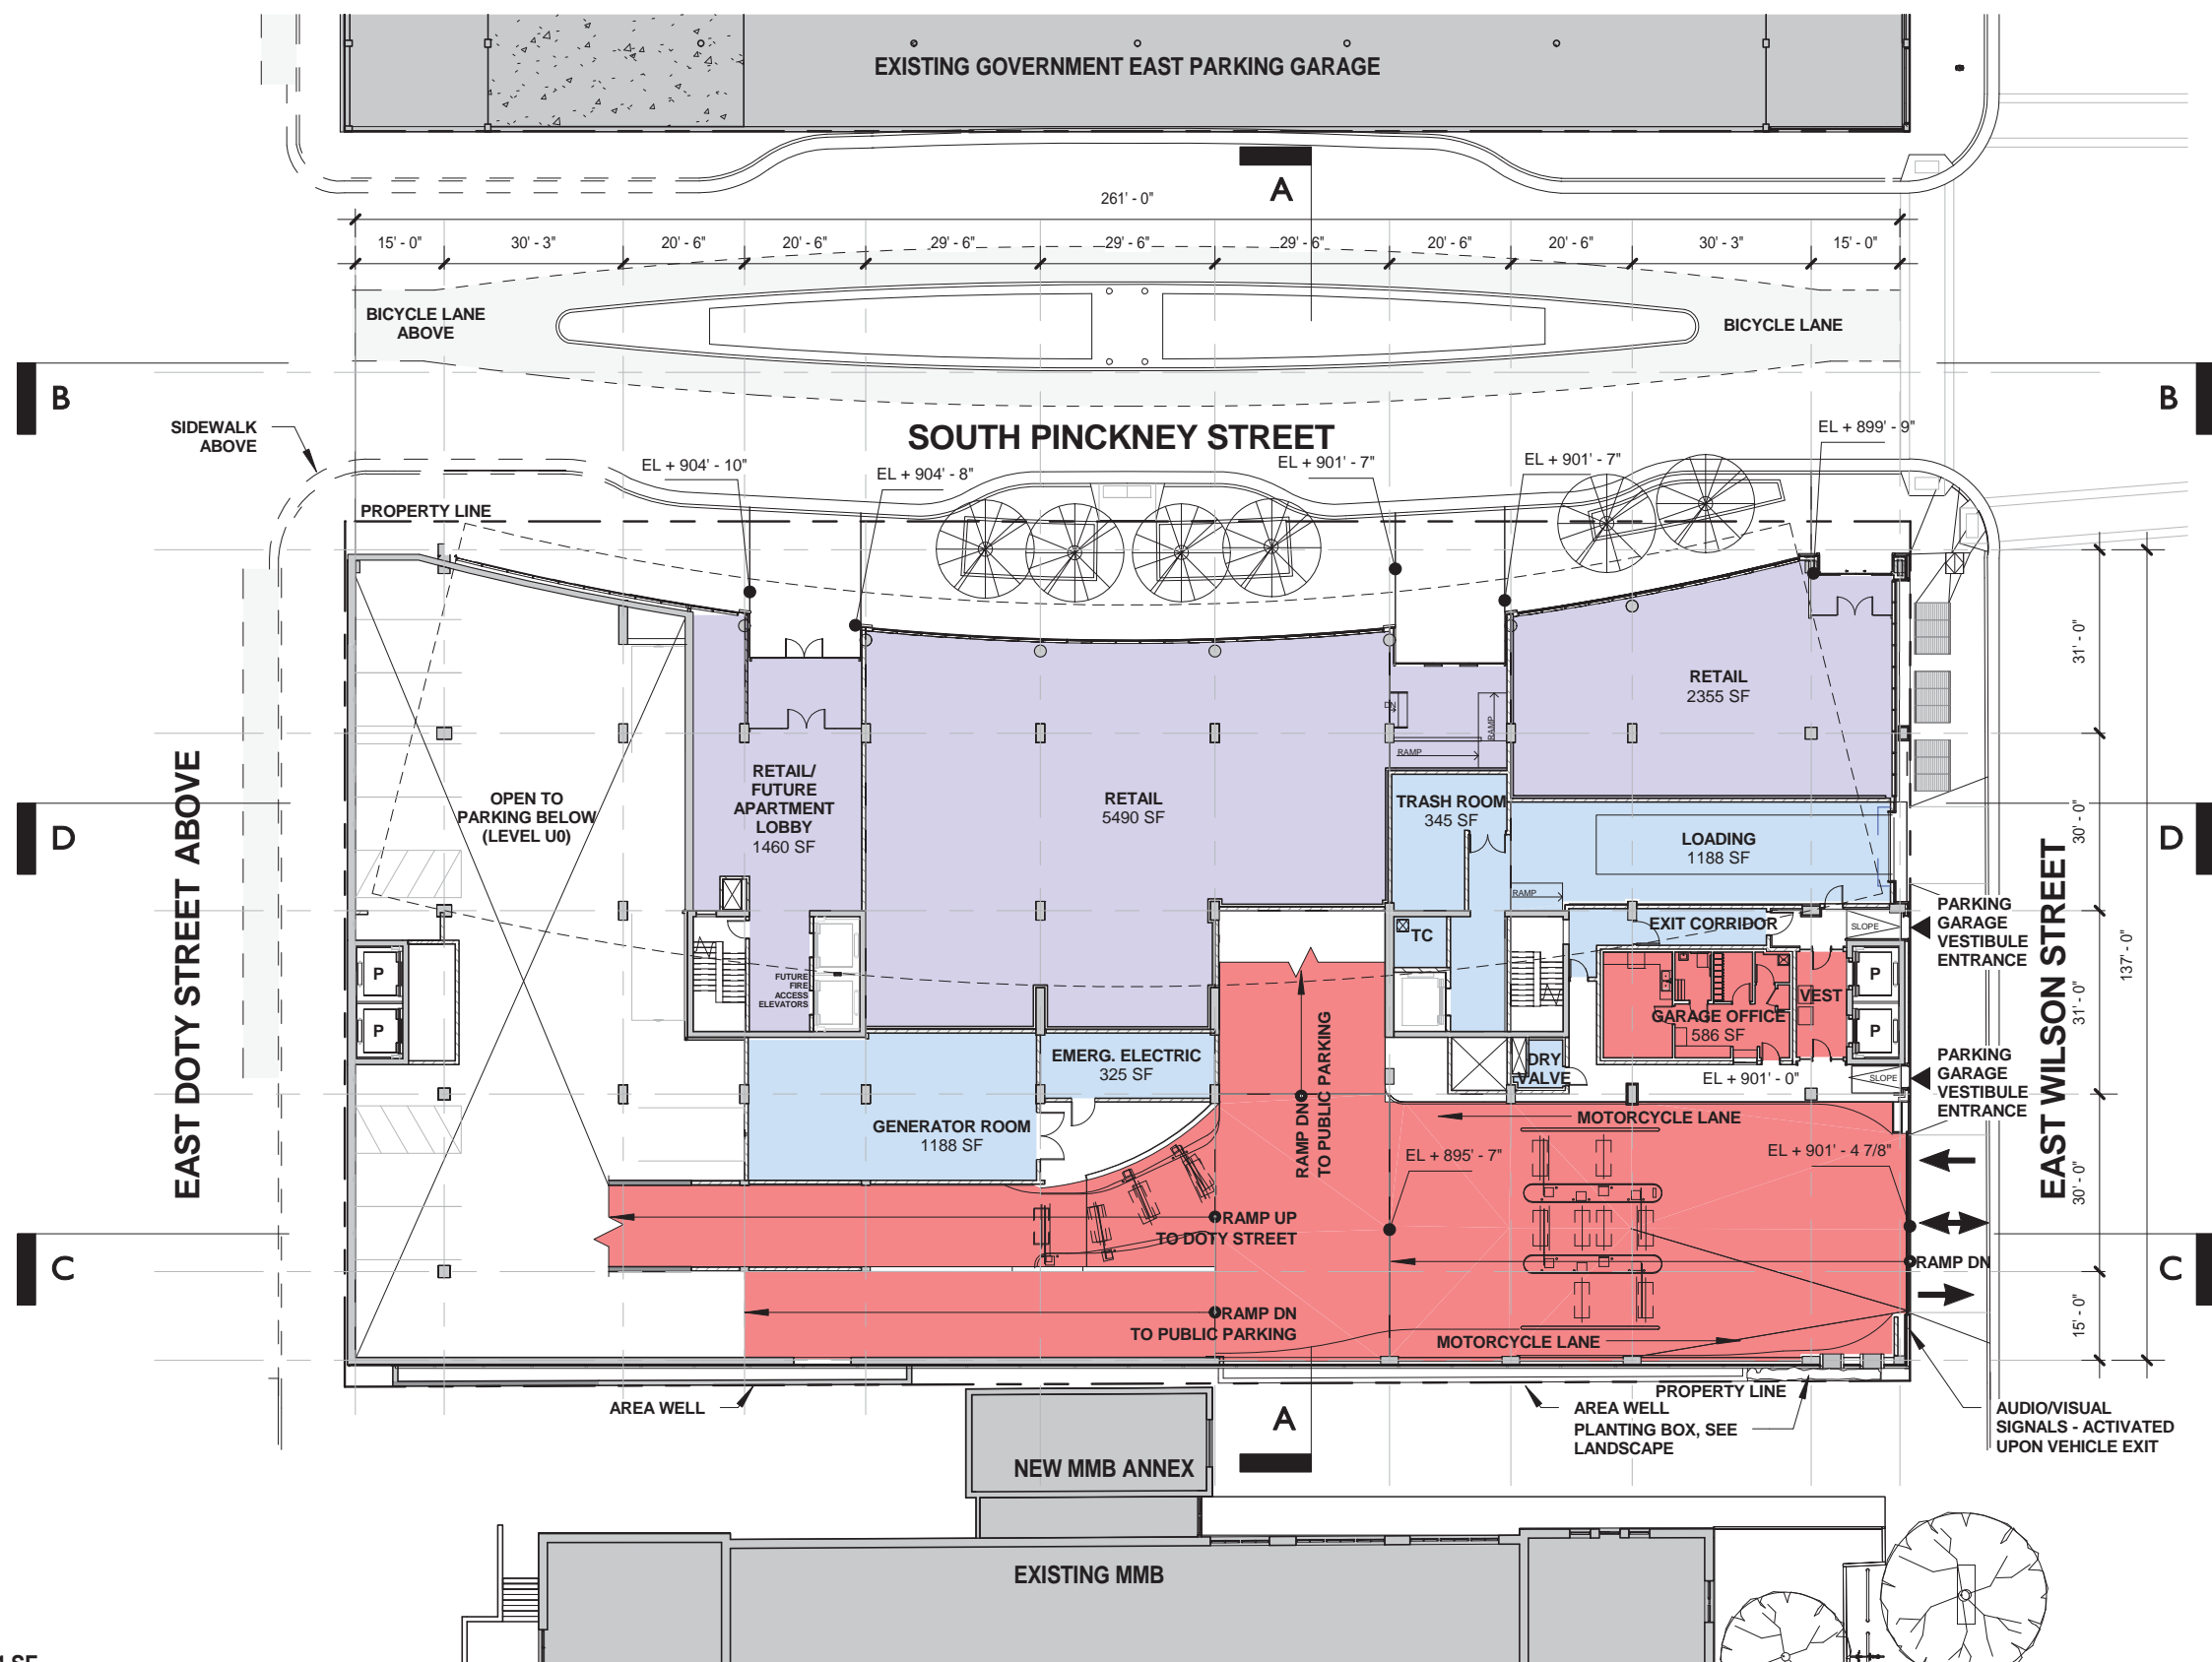 EXISTING GOVERNMENT EAST PARKING GARAGE
A
261' - 0"
15' - 0"
30' - 3"
20' - 6"
20' - 6"
29' - 6"
29' - 6"
29' - 6"
20' - 6"
20' - 6"
30' - 3"
15' - 0"
BICYCLE LANE
ABOVE
BICYCLE LANE
B
B
SIDEWALK
ABOVE
SOUTH PINCKNEY STREET
EL + 904' - 10"
EL + 904' - 8"
EL + 901' - 7"
EL + 901' - 7"
EL + 899' - 9"
PROPERTY LINE
31' - 0"
30' - 0"
31' - 0"
30' - 0"
15' - 0"
137' - 0"
RETAIL
2355 SF
RAMP
RAMP
RETAIL/
FUTURE
APARTMENT
LOBBY
1460 SF
OPEN TO
PARKING BELOW
(LEVEL U0)
RETAIL
5490 SF
TRASH ROOM
345 SF
LOADING
1188 SF
RAMP
D
D
EAST DOTY STREET ABOVE
EAST WILSON STREET
PARKING
GARAGE
VESTIBULE
ENTRANCE
EXIT CORRIDOR
SLOPE
TC
P
P
P
P
FUTURE
FIRE
ACCESS
ELEVATORS
VEST
GARAGE OFFICE
586 SF
EMERG. ELECTRIC
325 SF
DRY
VALVE
EL + 901' - 0"
SLOPE
PARKING
GARAGE
VESTIBULE
ENTRANCE
RAMP DN
TO PUBLIC PARKING
GENERATOR ROOM
1188 SF
MOTORCYCLE LANE
EL + 895' - 7"
EL + 901' - 4 7/8"
RAMP UP
TO DOTY STREET
C
C
RAMP DN
RAMP DN
TO PUBLIC PARKING
MOTORCYCLE LANE
AREA WELL
PROPERTY LINE
AREA WELL
PLANTING BOX, SEE
LANDSCAPE
AUDIO/VISUAL
SIGNALS - ACTIVATED
UPON VEHICLE EXIT
A
NEW MMB ANNEX
EXISTING MMB